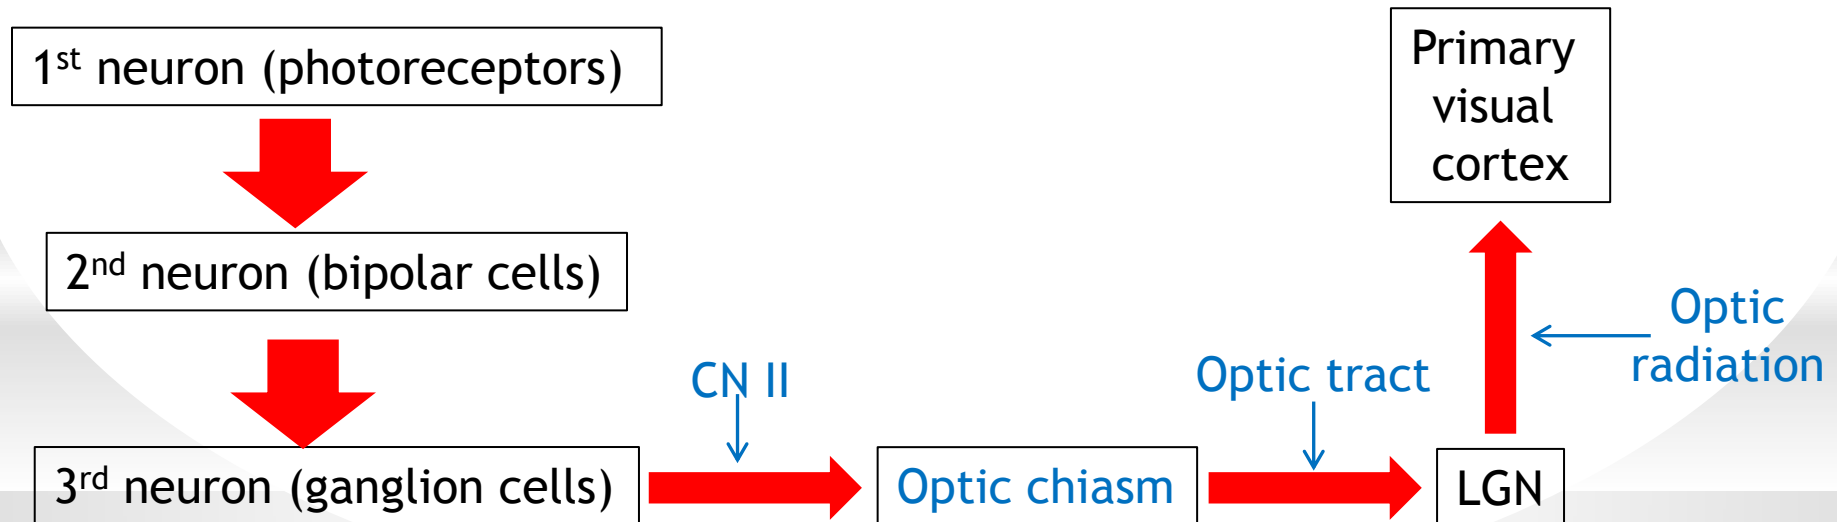 1st neuron (photoreceptors)
2nd neuron (bipolar cells)
3rd neuron (ganglion cells)
CN II
Optic chiasm
Optic tract
LGN
Optic
radiation
Primary
visual
cortex